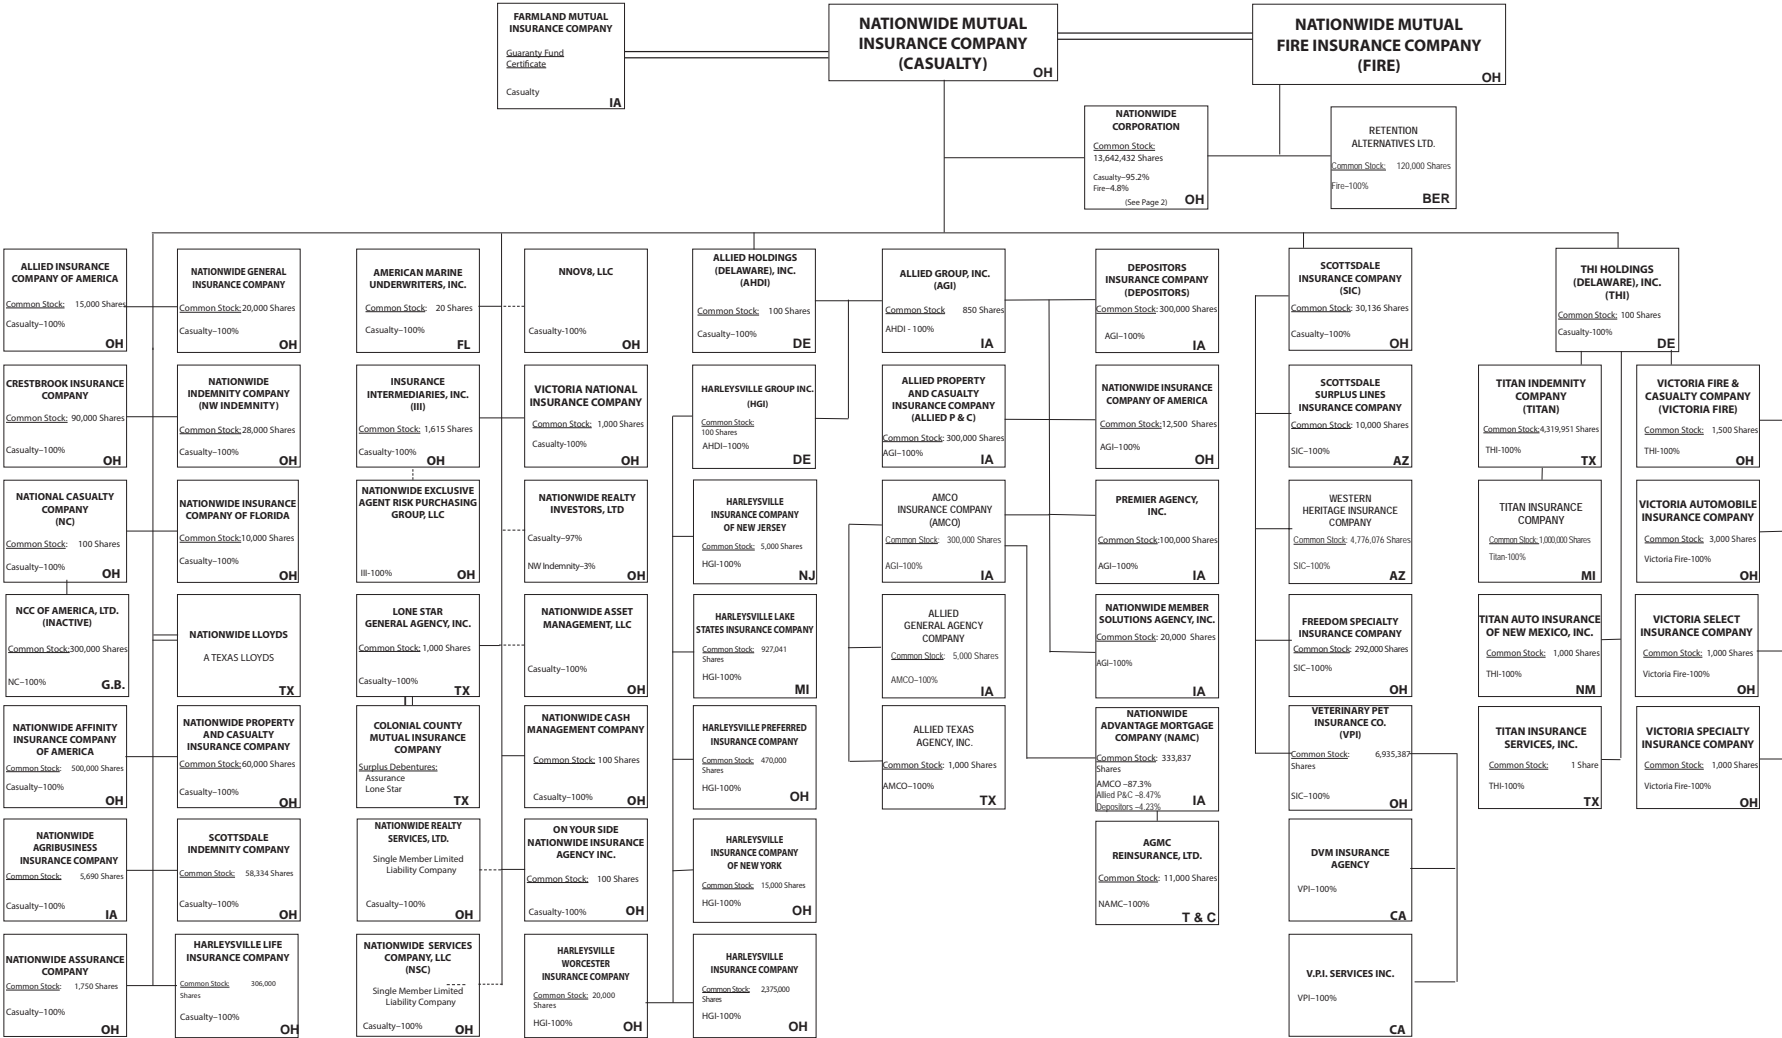 FARMLAND MUTUAL
INSURANCE COMPANY
Guaranty Fund
Certificate
Casualty
IA
NATIONWIDE MUTUAL
INSURANCE COMPANY
(CASUALTY)
OH
NATIONWIDE MUTUAL
FIRE INSURANCE COMPANY
(FIRE)
OH
NATIONWIDE
CORPORATION
Common Stock:
13,642,432 Shares
Casualty–95.2%
Fire–4.8%
(See Page 2)
OH
RETENTION
ALTERNATIVES LTD.
Common Stock: 120,000 Shares
Fire–100%
BER
ALLIED INSURANCE
COMPANY OF AMERICA
Common Stock: 15,000 Shares
Casualty–100%
OH
NATIONWIDE GENERAL
INSURANCE COMPANY
Common Stock: 20,000 Shares
Casualty–100%
OH
AMERICAN MARINE
UNDERWRITERS, INC.
Common Stock: 20 Shares
Casualty–100%
FL
NNOV8, LLC
Casualty-100%
OH
ALLIED HOLDINGS
(DELAWARE), INC.
(AHDI)
Common Stock: 100 Shares
Casualty–100%
DE
ALLIED GROUP, INC.
(AGI)
Common Stock 850 Shares
AHDI - 100%
IA
DEPOSITORS
INSURANCE COMPANY
(DEPOSITORS)
Common Stock: 300,000 Shares
AGI–100%
IA
SCOTTSDALE
INSURANCE COMPANY
(SIC)
Common Stock: 30,136 Shares
Casualty–100%
OH
THI HOLDINGS
(DELAWARE), INC.
(THI)
Common Stock: 100 Shares
Casualty-100%
DE
CRESTBROOK INSURANCE
COMPANY
Common Stock: 90,000 Shares
Casualty–100%
OH
NATIONWIDE
INDEMNITY COMPANY
(NW INDEMNITY)
Common Stock: 28,000 Shares
Casualty–100%
OH
INSURANCE
INTERMEDIARIES, INC.
(III)
Common Stock: 1,615 Shares
Casualty-100%
OH
VICTORIA NATIONAL
INSURANCE COMPANY
Common Stock: 1,000 Shares
Casualty-100%
OH
HARLEYSVILLE GROUP INC.
(HGI)
Common Stock:
100 Shares
AHDI–100%
DE
ALLIED PROPERTY
AND CASUALTY
INSURANCE COMPANY
(ALLIED P & C)
Common Stock: 300,000 Shares
AGI–100%
IA
NATIONWIDE INSURANCE
COMPANY OF AMERICA
Common Stock: 12,500 Shares
AGI–100%
OH
SCOTTSDALE
SURPLUS LINES
INSURANCE COMPANY
Common Stock: 10,000 Shares
SIC–100%
AZ
TITAN INDEMNITY
COMPANY
(TITAN)
Common Stock: 4,319,951 Shares
THI-100%
TX
VICTORIA FIRE &
CASUALTY COMPANY
(VICTORIA FIRE)
Common Stock: 1,500 Shares
THI-100%
OH
NATIONAL CASUALTY
COMPANY
(NC)
Common Stock: 100 Shares
Casualty–100%
OH
NATIONWIDE INSURANCE
COMPANY OF FLORIDA
Common Stock: 10,000 Shares
Casualty–100%
OH
NATIONWIDE EXCLUSIVE
AGENT RISK PURCHASING
GROUP, LLC
III-100%
OH
NATIONWIDE REALTY
INVESTORS, LTD
Casualty–97%
NW Indemnity–3%
OH
HARLEYSVILLE
INSURANCE COMPANY
OF NEW JERSEY
Common Stock: 5,000 Shares
HGI-100%
NJ
AMCO
INSURANCE COMPANY
(AMCO)
Common Stock: 300,000 Shares
AGI–100%
IA
PREMIER AGENCY,
INC.
Common Stock: 100,000 Shares
AGI–100%
IA
WESTERN
HERITAGE INSURANCE
COMPANY
Common Stock: 4,776,076 Shares
SIC–100%
AZ
TITAN INSURANCE
COMPANY
Common Stock: 1,000,000 Shares
Titan-100%
MI
VICTORIA AUTOMOBILE
INSURANCE COMPANY
Common Stock: 3,000 Shares
Victoria Fire-100%
OH
NCC OF AMERICA, LTD.
(INACTIVE)
Common Stock: 300,000 Shares
NC–100%
G.B.
NATIONWIDE LLOYDS
A TEXAS LLOYDS
TX
LONE STAR
GENERAL AGENCY, INC.
Common Stock: 1,000 Shares
Casualty–100%
TX
NATIONWIDE ASSET
MANAGEMENT, LLC
Casualty–100%
OH
HARLEYSVILLE LAKE
STATES INSURANCE COMPANY
Common Stock: 927,041
Shares
HGI-100%
MI
ALLIED
GENERAL AGENCY
COMPANY
Common Stock: 5,000 Shares
AMCO–100%
IA
NATIONWIDE MEMBER
SOLUTIONS AGENCY, INC.
Common Stock: 20,000 Shares
AGI–100%
IA
FREEDOM SPECIALTY
INSURANCE COMPANY
Common Stock: 292,000 Shares
SIC–100%
OH
TITAN AUTO INSURANCE
OF NEW MEXICO, INC.
Common Stock: 1,000 Shares
THI-100%
NM
VICTORIA SELECT
INSURANCE COMPANY
Common Stock: 1,000 Shares
Victoria Fire-100%
OH
NATIONWIDE AFFINITY
INSURANCE COMPANY
OF AMERICA
Common Stock: 500,000 Shares
Casualty–100%
OH
NATIONWIDE PROPERTY
AND CASUALTY
INSURANCE COMPANY
Common Stock: 60,000 Shares
Casualty–100%
OH
COLONIAL COUNTY
MUTUAL INSURANCE
COMPANY
Surplus Debentures:
Assurance
Lone Star
TX
NATIONWIDE CASH
MANAGEMENT COMPANY
Common Stock: 100 Shares
Casualty–100%
OH
HARLEYSVILLE PREFERRED
INSURANCE COMPANY
Common Stock: 470,000
Shares
HGI-100%
OH
ALLIED TEXAS
AGENCY, INC.
Common Stock: 1,000 Shares
AMCO–100%
TX
NATIONWIDE
ADVANTAGE MORTGAGE
COMPANY (NAMC)
Common Stock: 333,837
Shares
AMCO –87.3%
Allied P&C –8.47%
Depositors –4.23%
IA
VETERINARY PET
INSURANCE CO.
(VPI)
Common Stock: 6,935,387
Shares
SIC–100%
OH
TITAN INSURANCE
SERVICES, INC.
Common Stock: 1 Share
THI-100%
TX
VICTORIA SPECIALTY
INSURANCE COMPANY
Common Stock: 1,000 Shares
Victoria Fire-100%
OH
NATIONWIDE
AGRIBUSINESS
INSURANCE COMPANY
Common Stock: 5,690 Shares
Casualty–100%
IA
SCOTTSDALE
INDEMNITY COMPANY
Common Stock: 58,334 Shares
Casualty–100%
OH
NATIONWIDE REALTY
SERVICES, LTD.
Single Member Limited
Liability Company
Casualty–100%
OH
ON YOUR SIDE
NATIONWIDE INSURANCE
AGENCY INC.
Common Stock: 100 Shares
Casualty-100%
OH
HARLEYSVILLE
INSURANCE COMPANY
OF NEW YORK
Common Stock: 15,000 Shares
HGI-100%
OH
AGMC
REINSURANCE, LTD.
Common Stock: 11,000 Shares
NAMC–100%
T & C
DVM INSURANCE
AGENCY
VPI–100%
CA
NATIONWIDE ASSURANCE
COMPANY
Common Stock: 1,750 Shares
Casualty–100%
OH
HARLEYSVILLE LIFE
INSURANCE COMPANY
Common Stock: 306,000
Shares
Casualty–100%
OH
NATIONWIDE SERVICES
COMPANY, LLC
(NSC)
Single Member Limited
Liability Company
Casualty–100%
OH
HARLEYSVILLE
WORCESTER
INSURANCE COMPANY
Common Stock: 20,000
Shares
HGI-100%
OH
HARLEYSVILLE
INSURANCE COMPANY
Common Stock: 2,375,000
Shares
HGI-100%
OH
V.P.I. SERVICES INC.
VPI–100%
CA